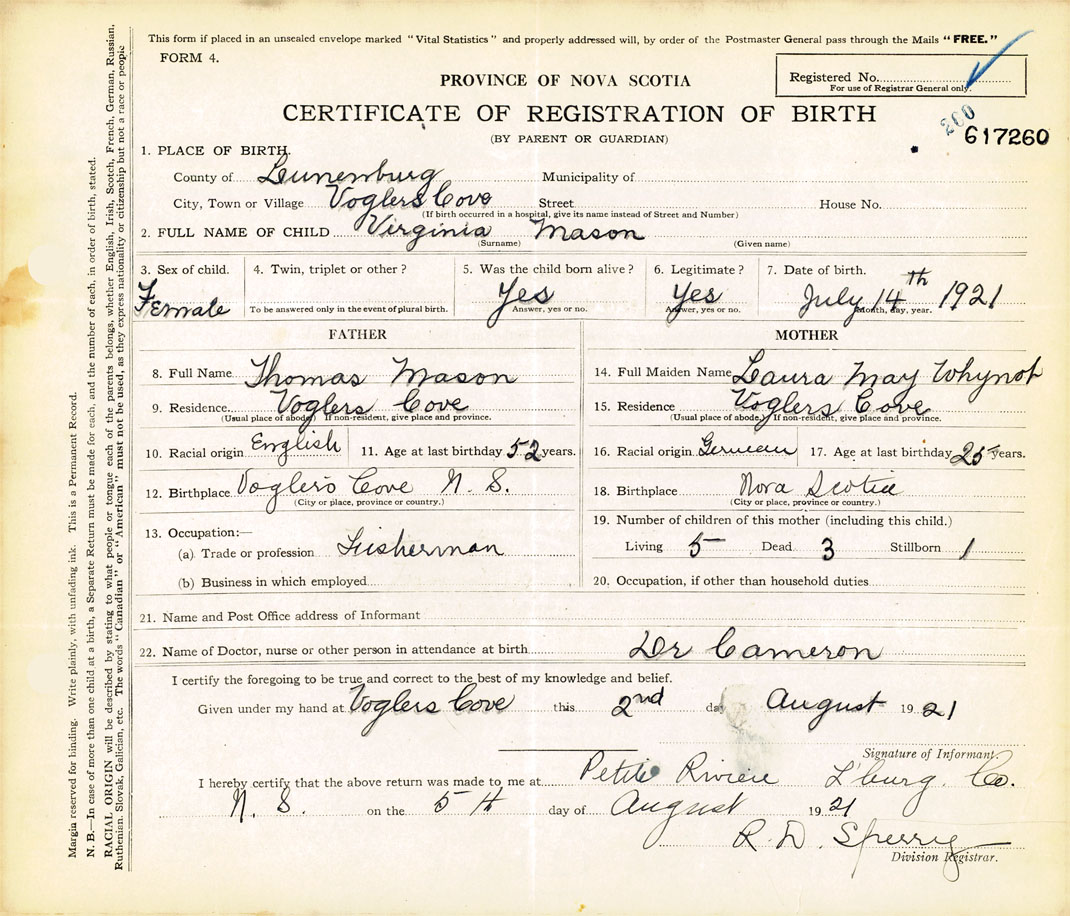 This form if placed in an unsealed envelope marked "Vital Statistics" and properly addressed will, by order of the Postmaster General pass through the Mails "FREE."
FORM 4.
Registered No.
For use of Registrar General only.
PROVINCE OF NOVA SCOTIA
CERTIFICATE OF REGISTRATION OF BIRTH
(BY PARENT OR GUARDIAN)
200
617260
1. PLACE OF BIRTH.
County of Lunenburg Municipality of
City, Town or Village Voglers Cove Street House No.
(If birth occurred in a hospital, give its name instead of Street and Number)
2. FULL NAME OF CHILD Virginia Mason
(Surname) (Given name)
3. Sex of child. 4. Twin, triplet or other? 5. Was the child born alive? 6. Legitimate? 7. Date of birth.
Female Yes Yes July 14th 1921
To be answered only in the event of plural birth. Answer, yes or no. Answer, yes or no. Month, day, year.
FATHER
8. Full Name Thomas Mason
9. Residence Voglers Cove
(Usual place of abode.) If non-resident, give place and province.
10. Racial origin English 11. Age at last birthday 52 years.
12. Birthplace Voglers Cove N. S.
(City or place, province or country.)
13. Occupation:—
(a) Trade or profession Fisherman
(b) Business in which employed
MOTHER
14. Full Maiden Name Laura May Whynot
15. Residence Voglers Cove
(Usual place of abode.) If non-resident, give place and province.
16. Racial origin German 17. Age at last birthday 25 years.
18. Birthplace Nova Scotia
(City or place, province or country.)
19. Number of children of this mother (including this child.)
Living 5 Dead 3 Stillborn 1
20. Occupation, if other than household duties
21. Name and Post Office address of Informant
22. Name of Doctor, nurse or other person in attendance at birth Dr Cameron
I certify the foregoing to be true and correct to the best of my knowledge and belief.
Given under my hand at Voglers Cove this 2nd day August 1921
Signature of Informant.
I hereby certify that the above return was made to me at Petite Riviere L'burg. Co.
N. S. on the 5th day of August 1921
R. D. Sperry
Division Registrar.
Margin reserved for binding. Write plainly, with unfading ink. This is a Permanent Record.
N. B.—In case of more than one child at a birth, a Separate Return must be made for each, and the number of each, in order of birth, stated.
RACIAL ORIGIN will be described by stating to what people or tongue each of the parents belongs, whether English, Irish, Scotch, French, German, Russian,
Ruthenian, Slovak, Galician, etc. The words "Canadian" or "American" must not be used, as they express nationality or citizenship but not a race or people